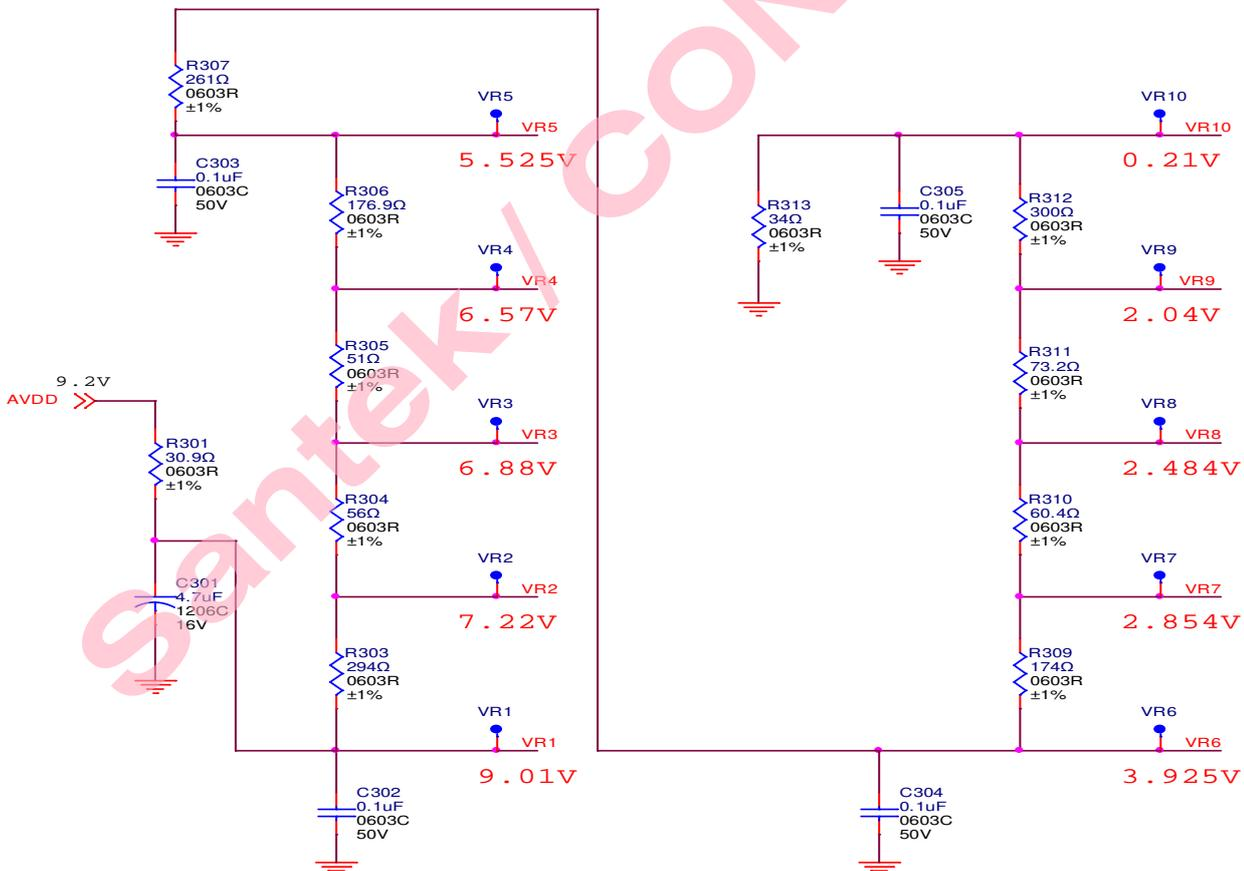 R307
261Ω
0603R
±1%
VR5
VR5
5.525V
C303
0.1uF
0603C
50V
R306
176.9Ω
0603R
±1%
VR4
VR4
6.57V
R305
51Ω
0603R
±1%
VR3
VR3
6.88V
9.2V
AVDD
R301
30.9Ω
0603R
±1%
R304
56Ω
0603R
±1%
VR2
VR2
7.22V
C301
4.7uF
1206C
16V
R303
294Ω
0603R
±1%
VR1
VR1
9.01V
C302
0.1uF
0603C
50V
VR10
VR10
0.21V
R313
34Ω
0603R
±1%
C305
0.1uF
0603C
50V
R312
300Ω
0603R
±1%
VR9
VR9
2.04V
R311
73.2Ω
0603R
±1%
VR8
VR8
2.484V
R310
60.4Ω
0603R
±1%
VR7
VR7
2.854V
R309
174Ω
0603R
±1%
VR6
VR6
3.925V
C304
0.1uF
0603C
50V
Santek /